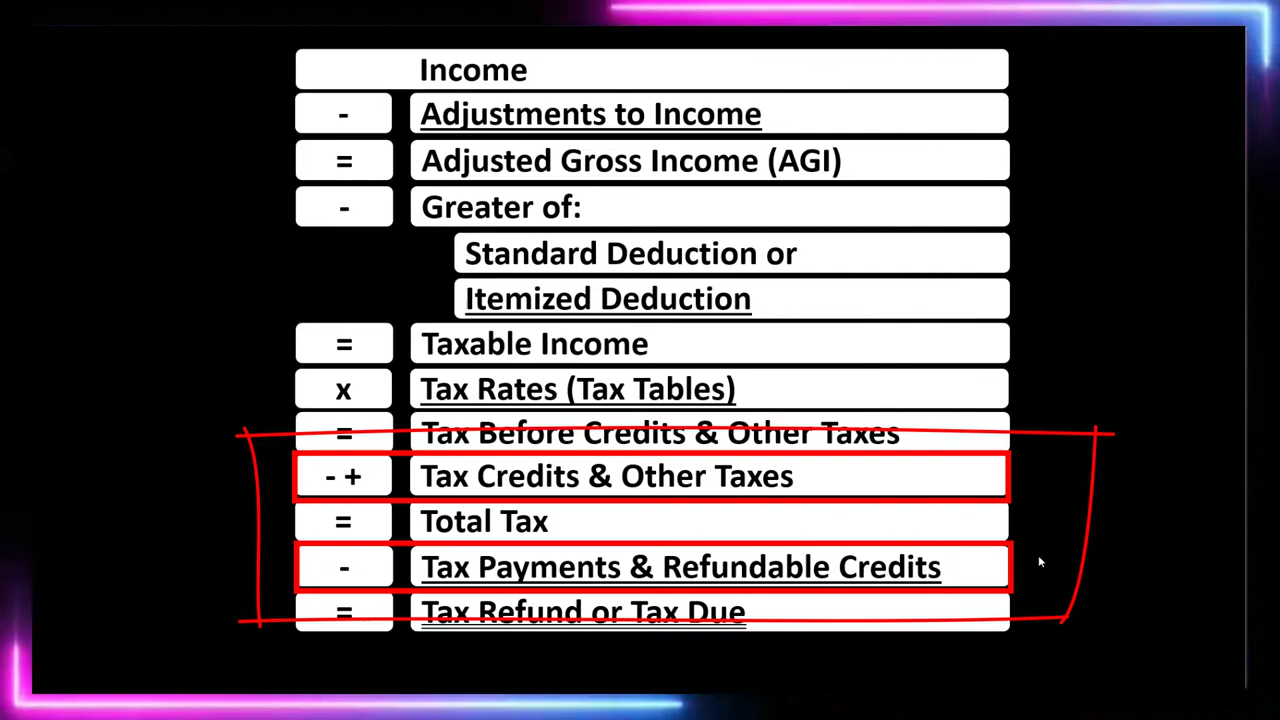 Income
- Adjustments to Income
= Adjusted Gross Income (AGI)
- Greater of:
Standard Deduction or
Itemized Deduction
= Taxable Income
x Tax Rates (Tax Tables)
= Tax Before Credits & Other Taxes
- + Tax Credits & Other Taxes
= Total Tax
- Tax Payments & Refundable Credits
= Tax Refund or Tax Due